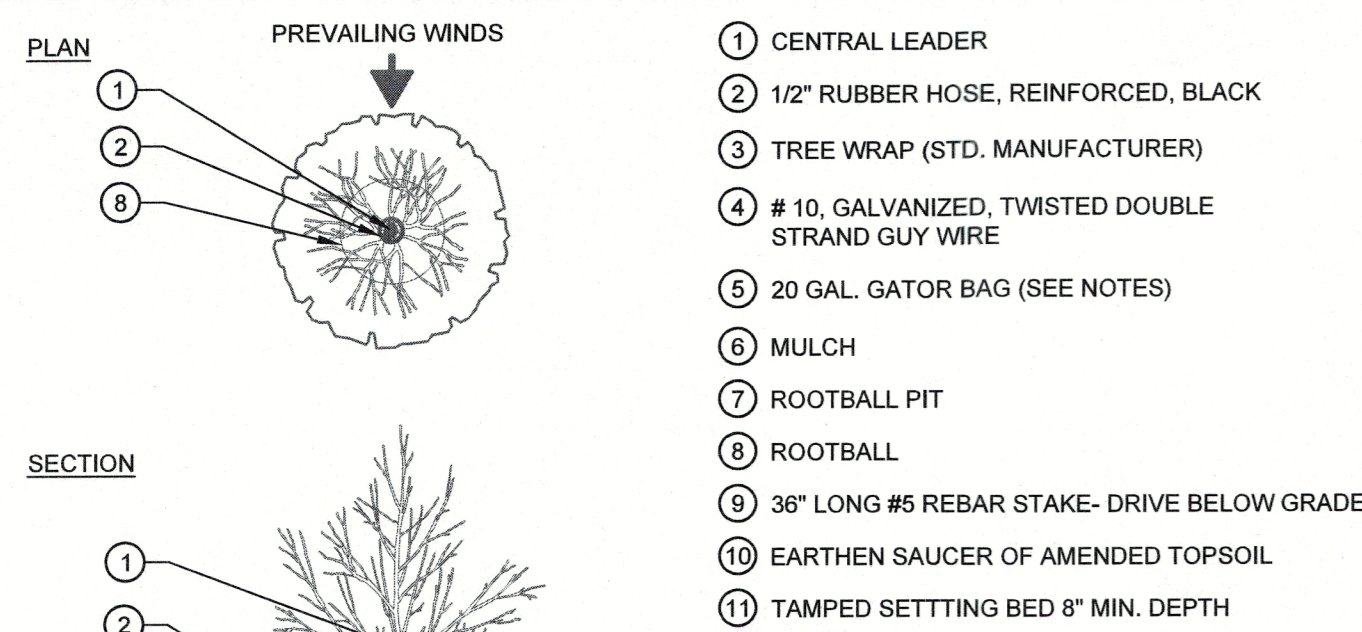 PLAN
PREVAILING WINDS
1
2
8
SECTION
1
2
1 CENTRAL LEADER
2 1/2" RUBBER HOSE, REINFORCED, BLACK
3 TREE WRAP (STD. MANUFACTURER)
4 # 10, GALVANIZED, TWISTED DOUBLE
STRAND GUY WIRE
5 20 GAL. GATOR BAG (SEE NOTES)
6 MULCH
7 ROOTBALL PIT
8 ROOTBALL
9 36" LONG #5 REBAR STAKE- DRIVE BELOW GRADE
10 EARTHEN SAUCER OF AMENDED TOPSOIL
11 TAMPED SETTTING BED 8" MIN. DEPTH